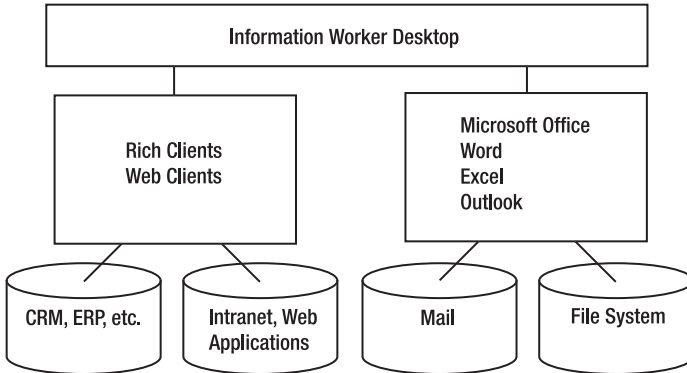 Information Worker Desktop
Rich Clients
Web Clients
Microsoft Office
Word
Excel
Outlook
CRM, ERP, etc.
Intranet, Web
Applications
Mail
File System